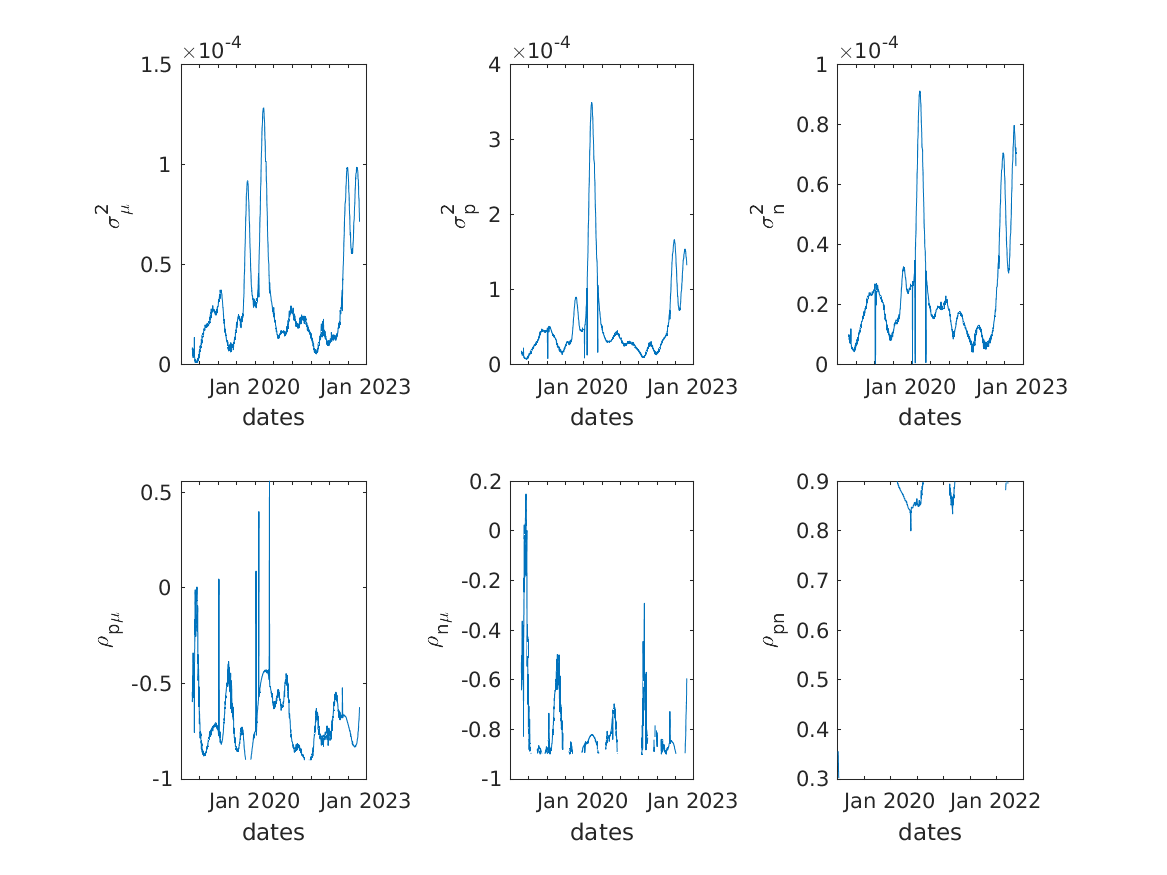 ×10-4
1.5
1
0.5
0
σ2μ
Jan 2020
Jan 2023
dates
×10-4
4
3
2
1
0
σ2p
Jan 2020
Jan 2023
dates
×10-4
1
0.8
0.6
0.4
0.2
0
σ2n
Jan 2020
Jan 2023
dates
0.5
0
-0.5
-1
ρpμ
Jan 2020
Jan 2023
dates
0.2
0
-0.2
-0.4
-0.6
-0.8
-1
ρnμ
Jan 2020
Jan 2023
dates
0.9
0.8
0.7
0.6
0.5
0.4
0.3
ρpn
Jan 2020
Jan 2022
dates